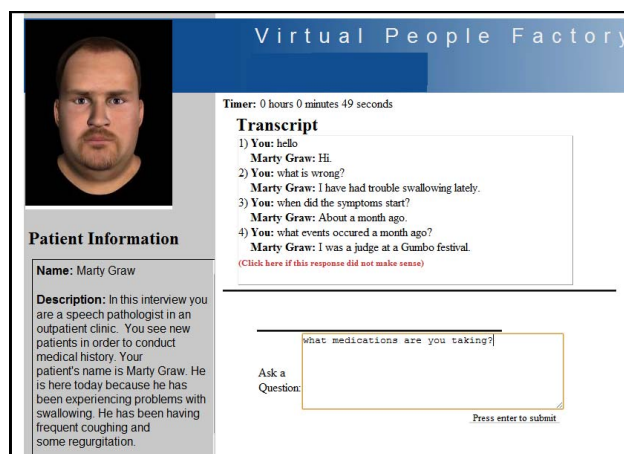 Virtual People Factory
Timer: 0 hours 0 minutes 49 seconds
Transcript
1) You: hello
Marty Graw: Hi.
2) You: what is wrong?
Marty Graw: I have had trouble swallowing lately.
3) You: when did the symptoms start?
Marty Graw: About a month ago.
4) You: what events occured a month ago?
Marty Graw: I was a judge at a Gumbo festival.
(Click here if this response did not make sense)
Patient Information
Name: Marty Graw
Description: In this interview you
are a speech pathologist in an
outpatient clinic. You see new
patients in order to conduct
medical history. Your
patient's name is Marty Graw. He
is here today because he has
been experiencing problems with
swallowing. He has been having
frequent coughing and
some regurgitation.
Ask a
Question:
what medications are you taking?
Press enter to submit